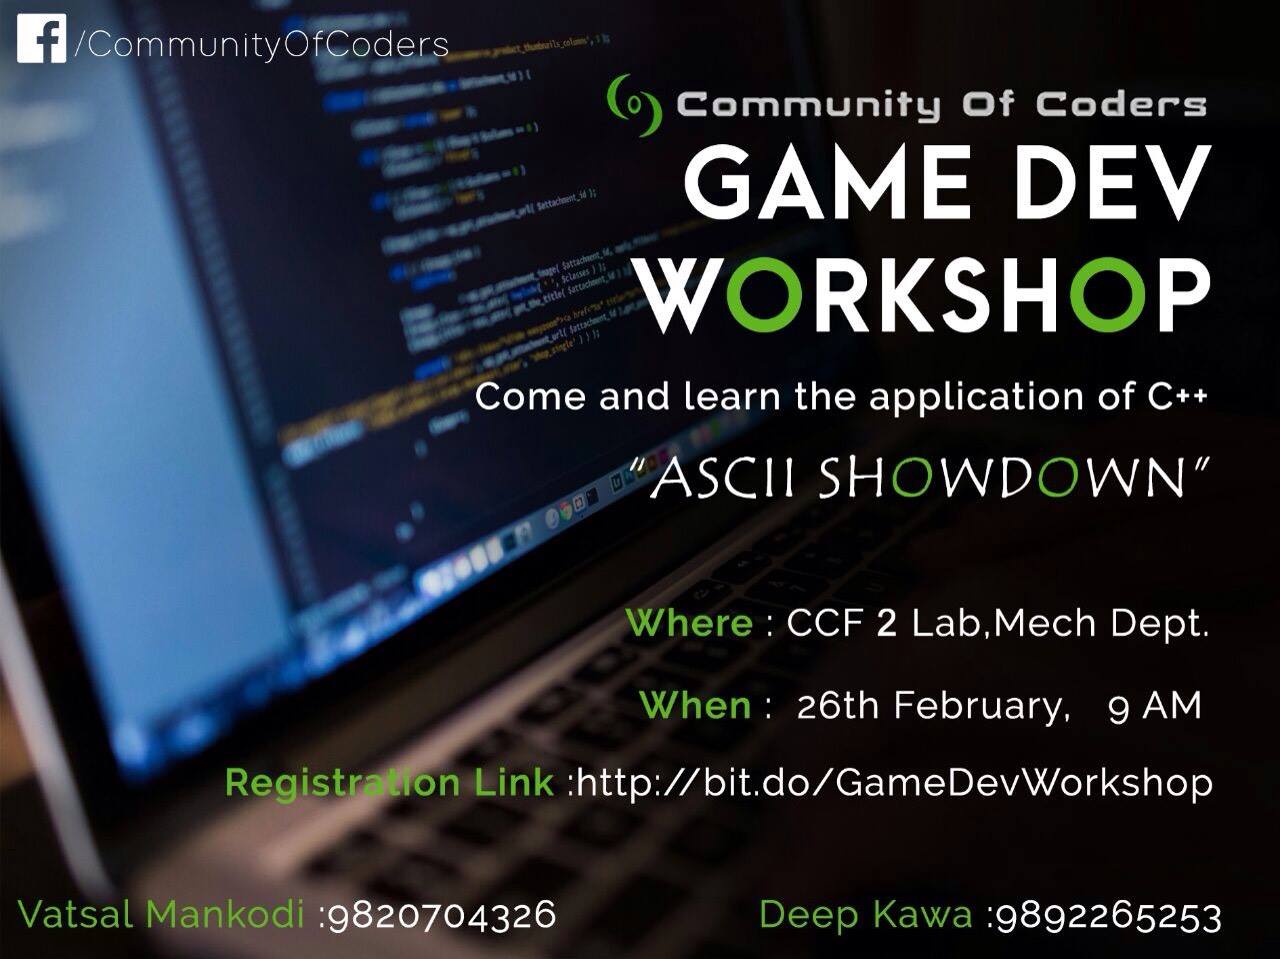 /CommunityOfCoders
Community Of Coders
GAME DEV
WORKSHOP
Come and learn the application of C++
"ASCII SHOWDOWN"
Where : CCF 2 Lab,Mech Dept.
When : 26th February, 9 AM
Registration Link :http://bit.do/GameDevWorkshop
Vatsal Mankodi :9820704326
Deep Kawa :9892265253